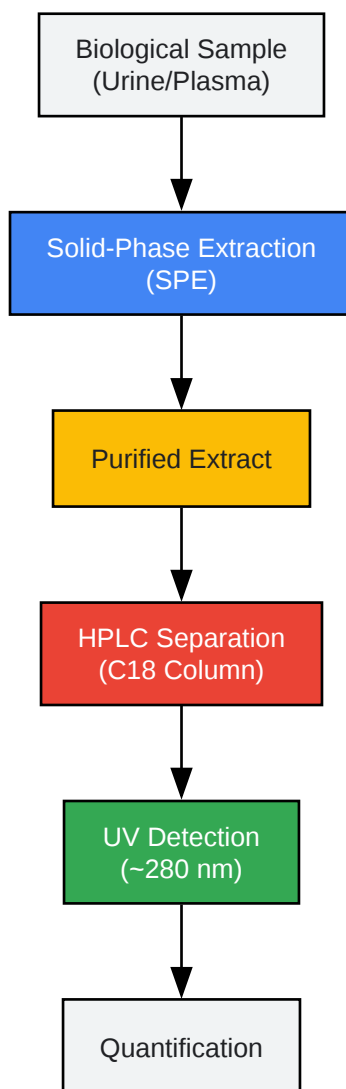 Biological Sample
(Urine/Plasma)
Solid-Phase Extraction
(SPE)
Purified Extract
HPLC Separation
(C18 Column)
UV Detection
(~280 nm)
Quantification